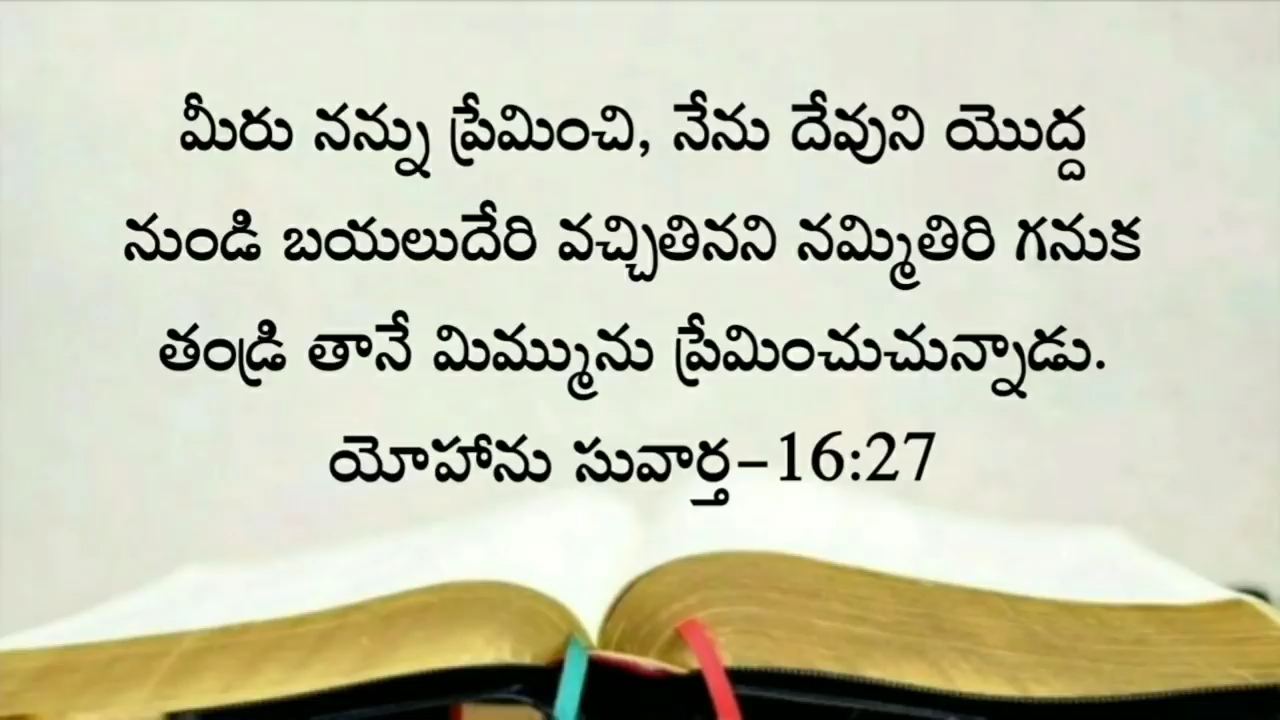 మీరు నన్ను ప్రేమించి, నేను దేవుని యొద్ద
నుండి బయలుదేరి వచ్చితినని నమ్మితిరి గనుక
తండ్రి తానే మిమ్మును ప్రేమించుచున్నాడు.
యోహాను సువార్త-16:27